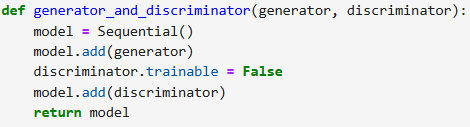 def generator_and_discriminator(generator, discriminator):
    model = Sequential()
    model.add(generator)
    discriminator.trainable = False
    model.add(discriminator)
    return model